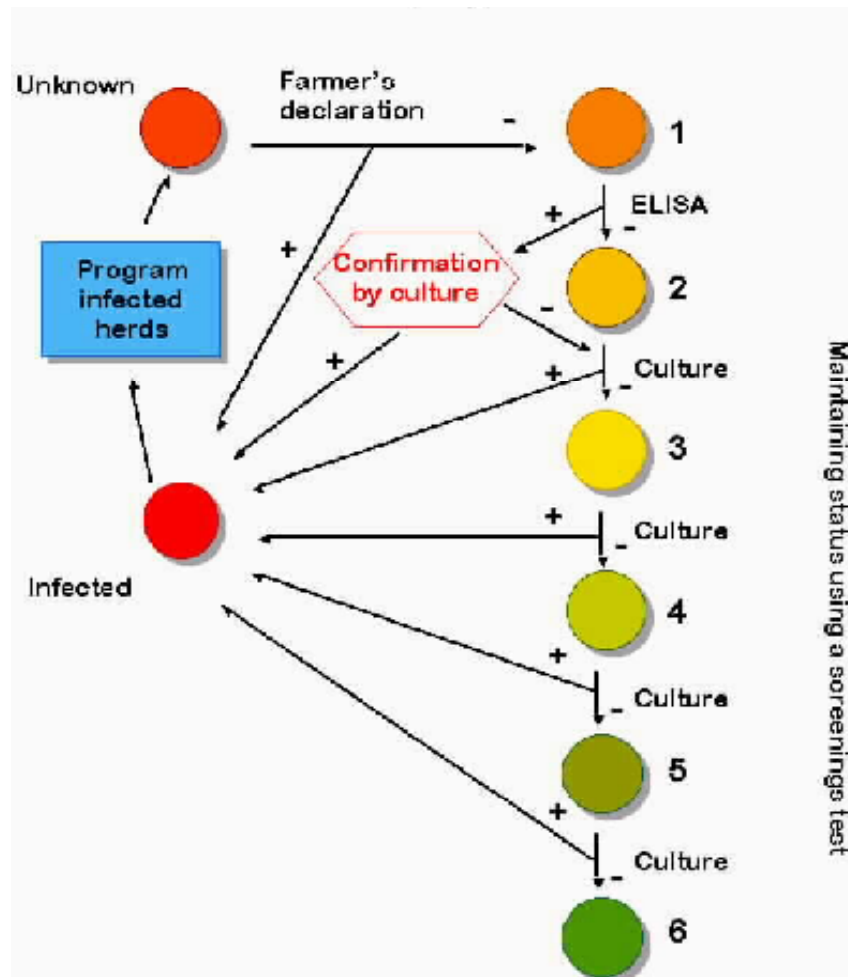 Unknown
Farmer's
declaration
-
1
+
ELISA
+
-
Confirmation
by culture
Program
infected
herds
2
-
+
+
Culture
-
3
+
Culture
-
Infected
4
+
Culture
-
5
+
Culture
-
6
Maintaining status using a screenings test